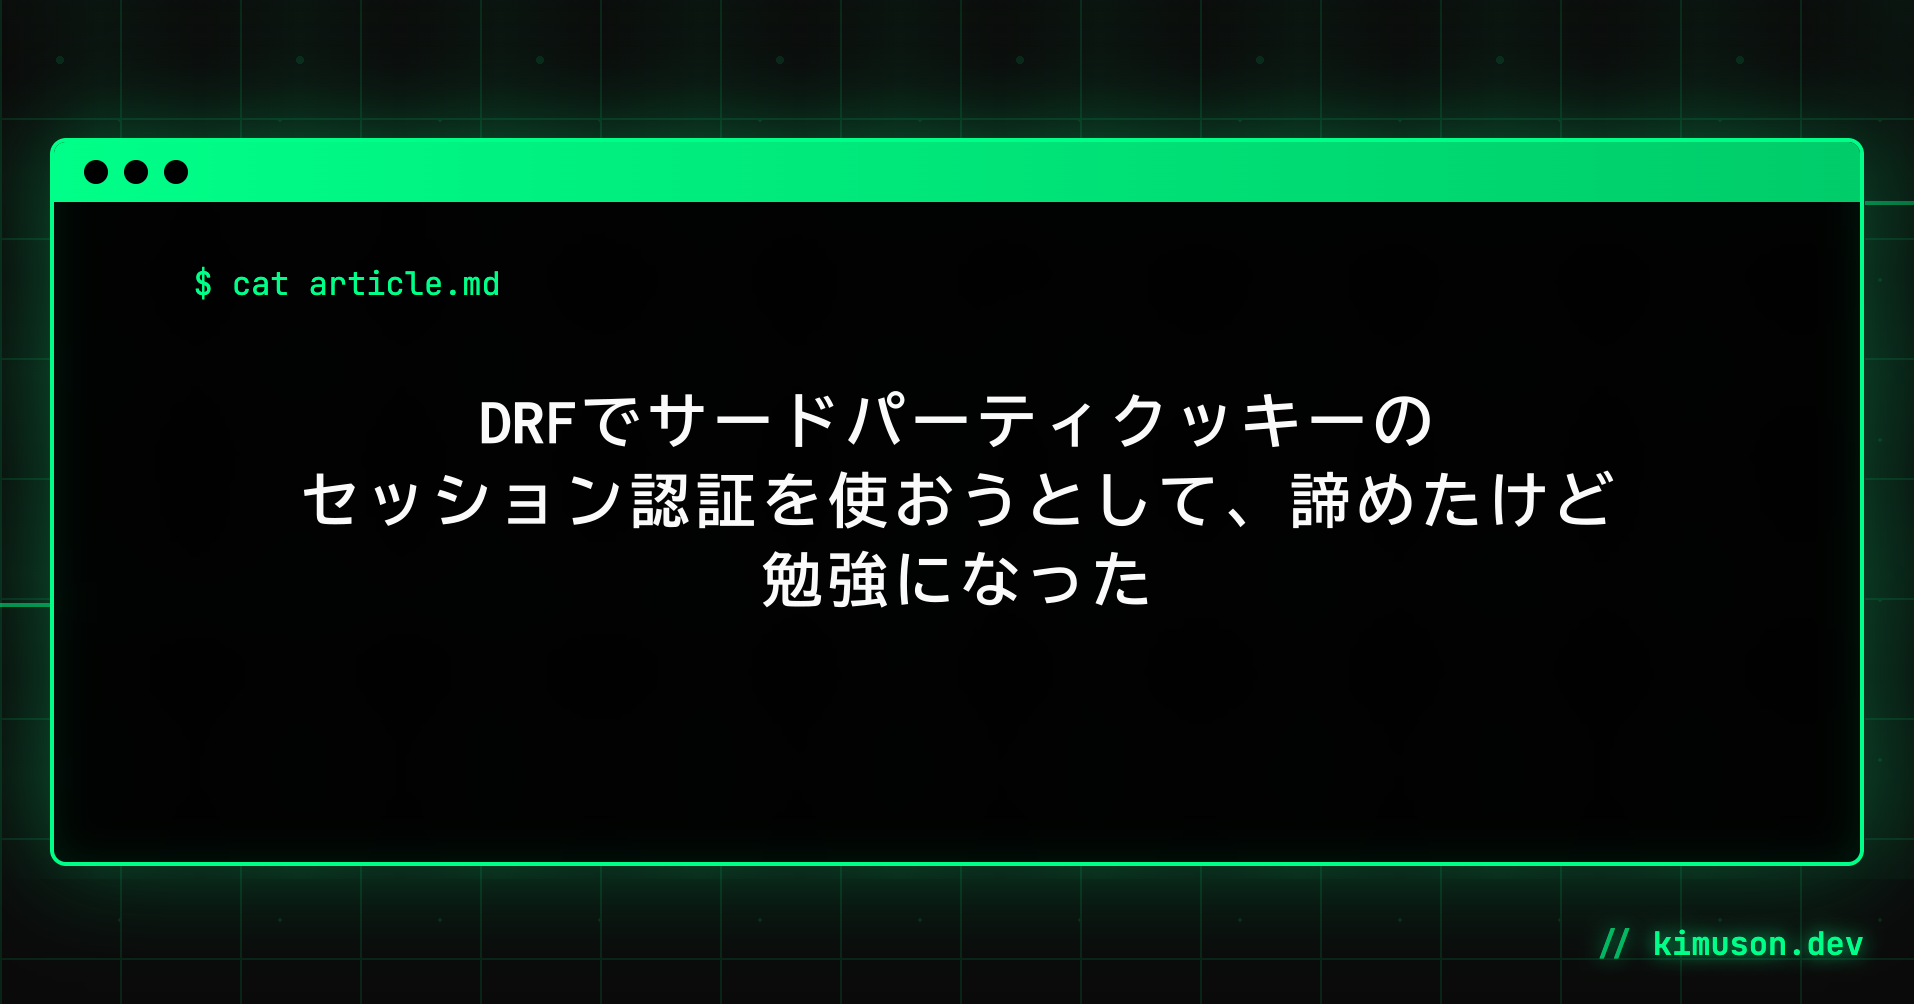 $ cat article.md
DRFでサードパーティクッキーの
セッション認証を使おうとして、諦めたけど
勉強になった
// kimuson.dev